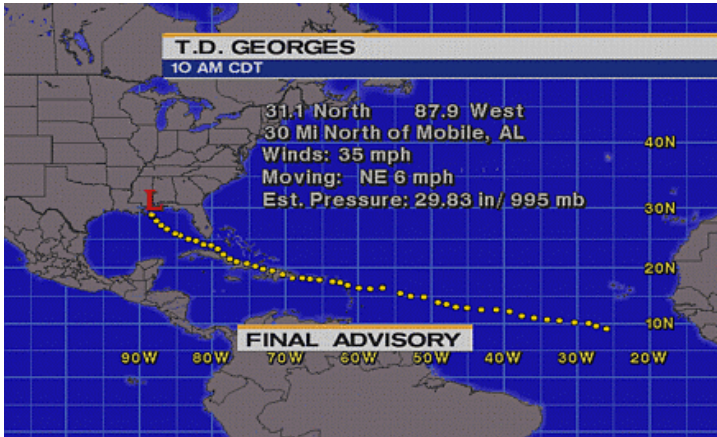 T.D. GEORGES
10 AM CDT
31.1 North 87.9 West
30 Mi North of Mobile, AL
Winds: 35 mph
Moving: NE 6 mph
Est. Pressure: 29.83 in/ 995 mb
40N
30N
L
20N
10N
FINAL ADVISORY
90W 80W 70W 60W 50W 40W 30W 20W